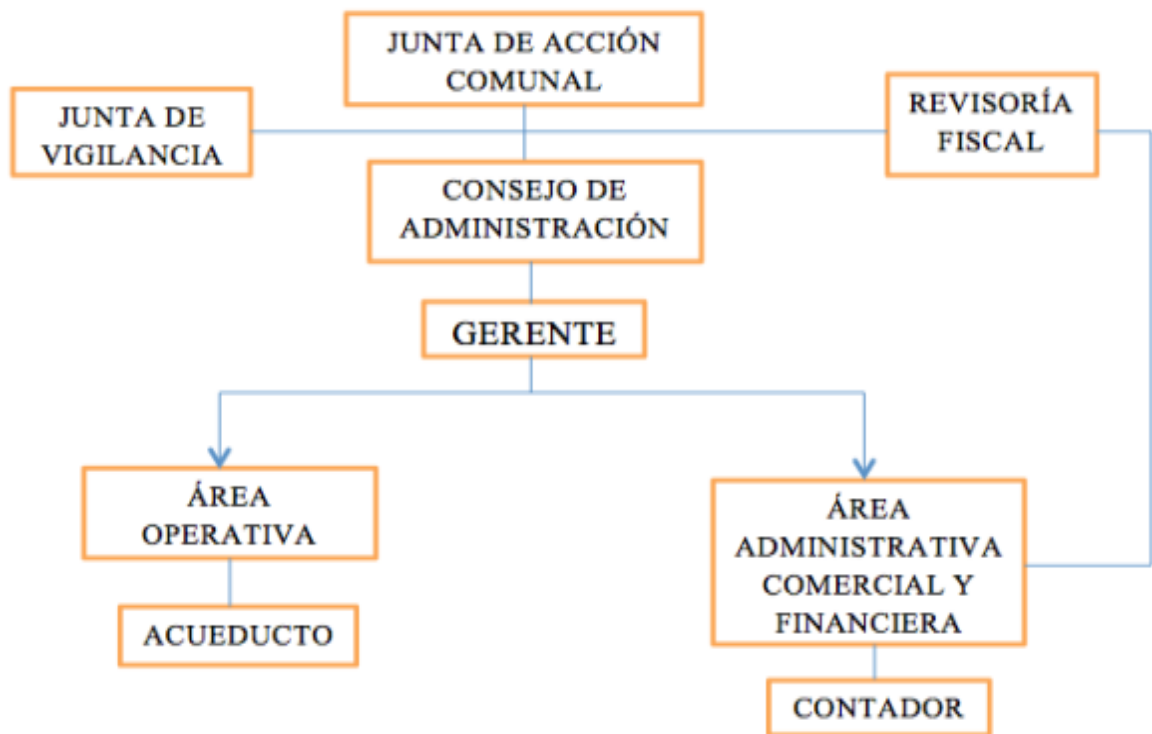 JUNTA DE ACCIÓN
COMUNAL
JUNTA DE
VIGILANCIA
REVISORÍA
FISCAL
CONSEJO DE
ADMINISTRACIÓN
GERENTE
ÁREA
OPERATIVA
ACUEDUCTO
ÁREA
ADMINISTRATIVA
COMERCIAL Y
FINANCIERA
CONTADOR